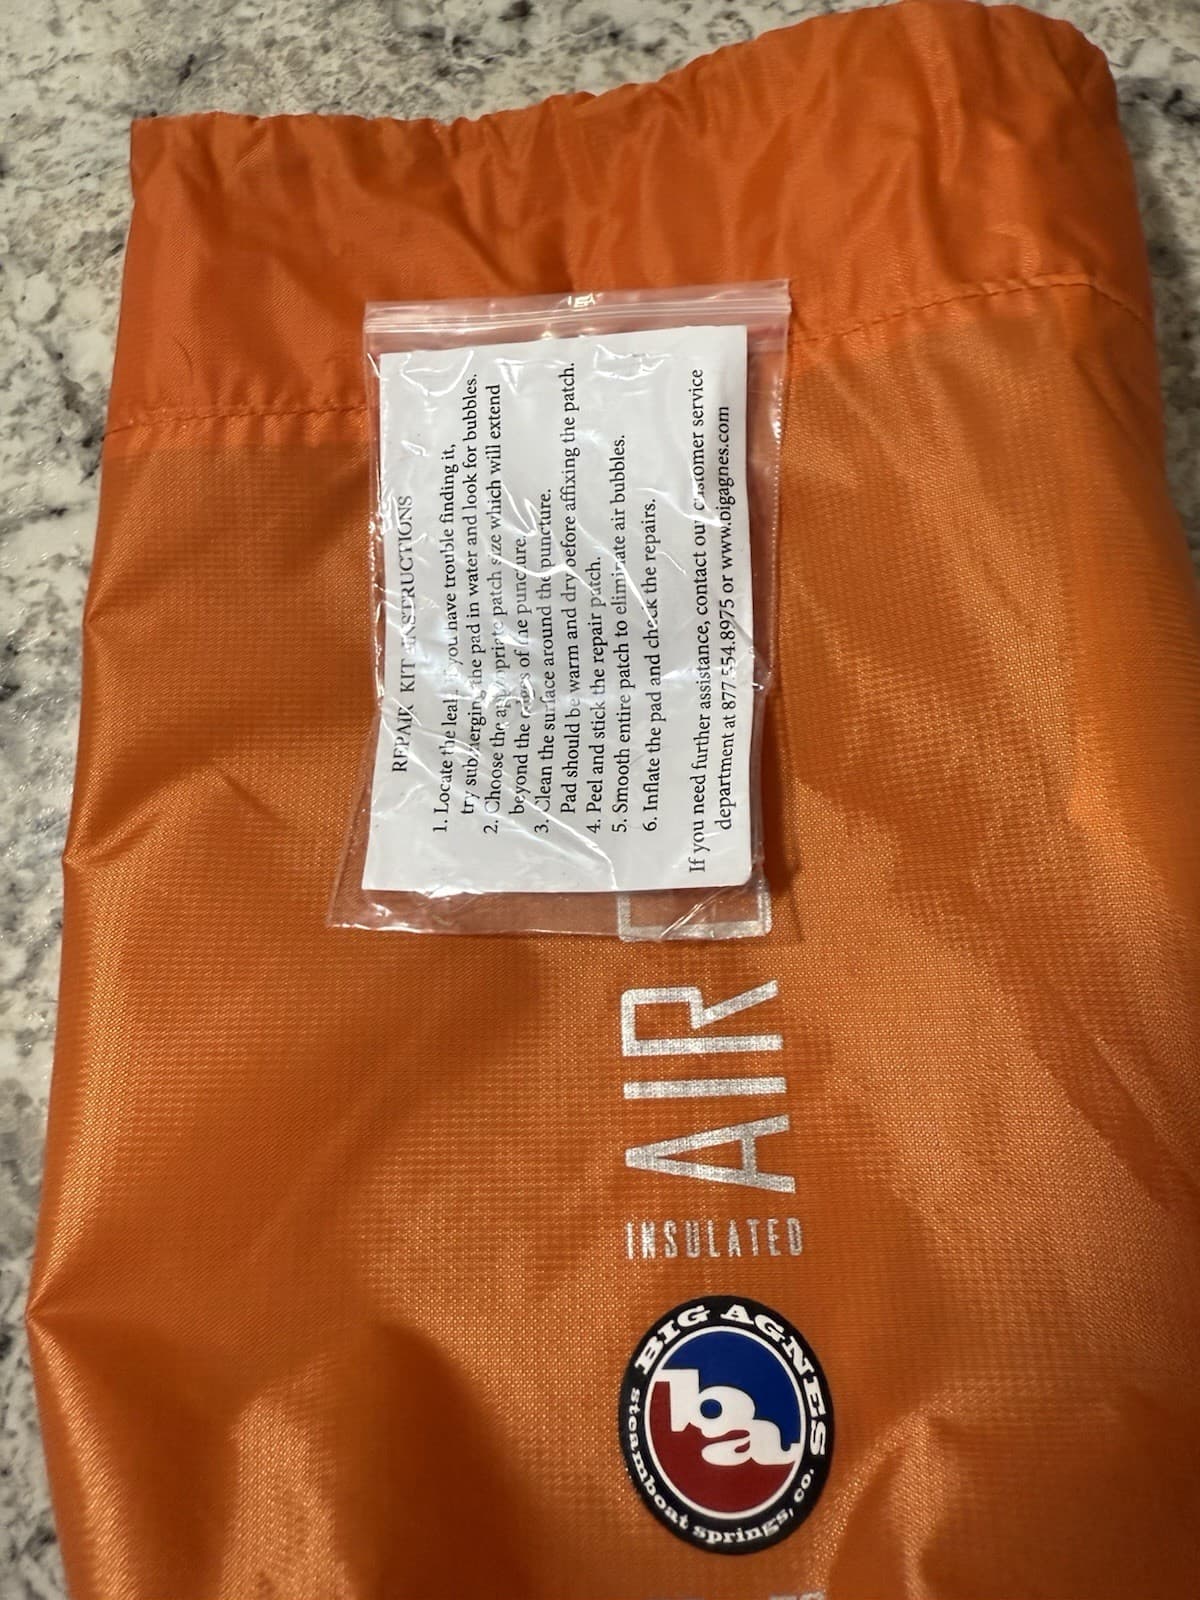 REPAIR KIT INSTRUCTIONS
1. Locate the leak. If you have trouble finding it,
try submerging the pad in water and look for bubbles.
2. Choose the appropriate patch size which will extend
beyond the edges of the puncture.
3. Clean the surface around the puncture.
Pad should be warm and dry before affixing the patch.
4. Peel and stick the repair patch.
5. Smooth entire patch to eliminate air bubbles.
6. Inflate the pad and check the repairs.
If you need further assistance, contact our customer service
department at 877.554.8975 or www.bigagnes.com
INSULATED
AIR
BIG AGNES
ba
steamboat springs, co.